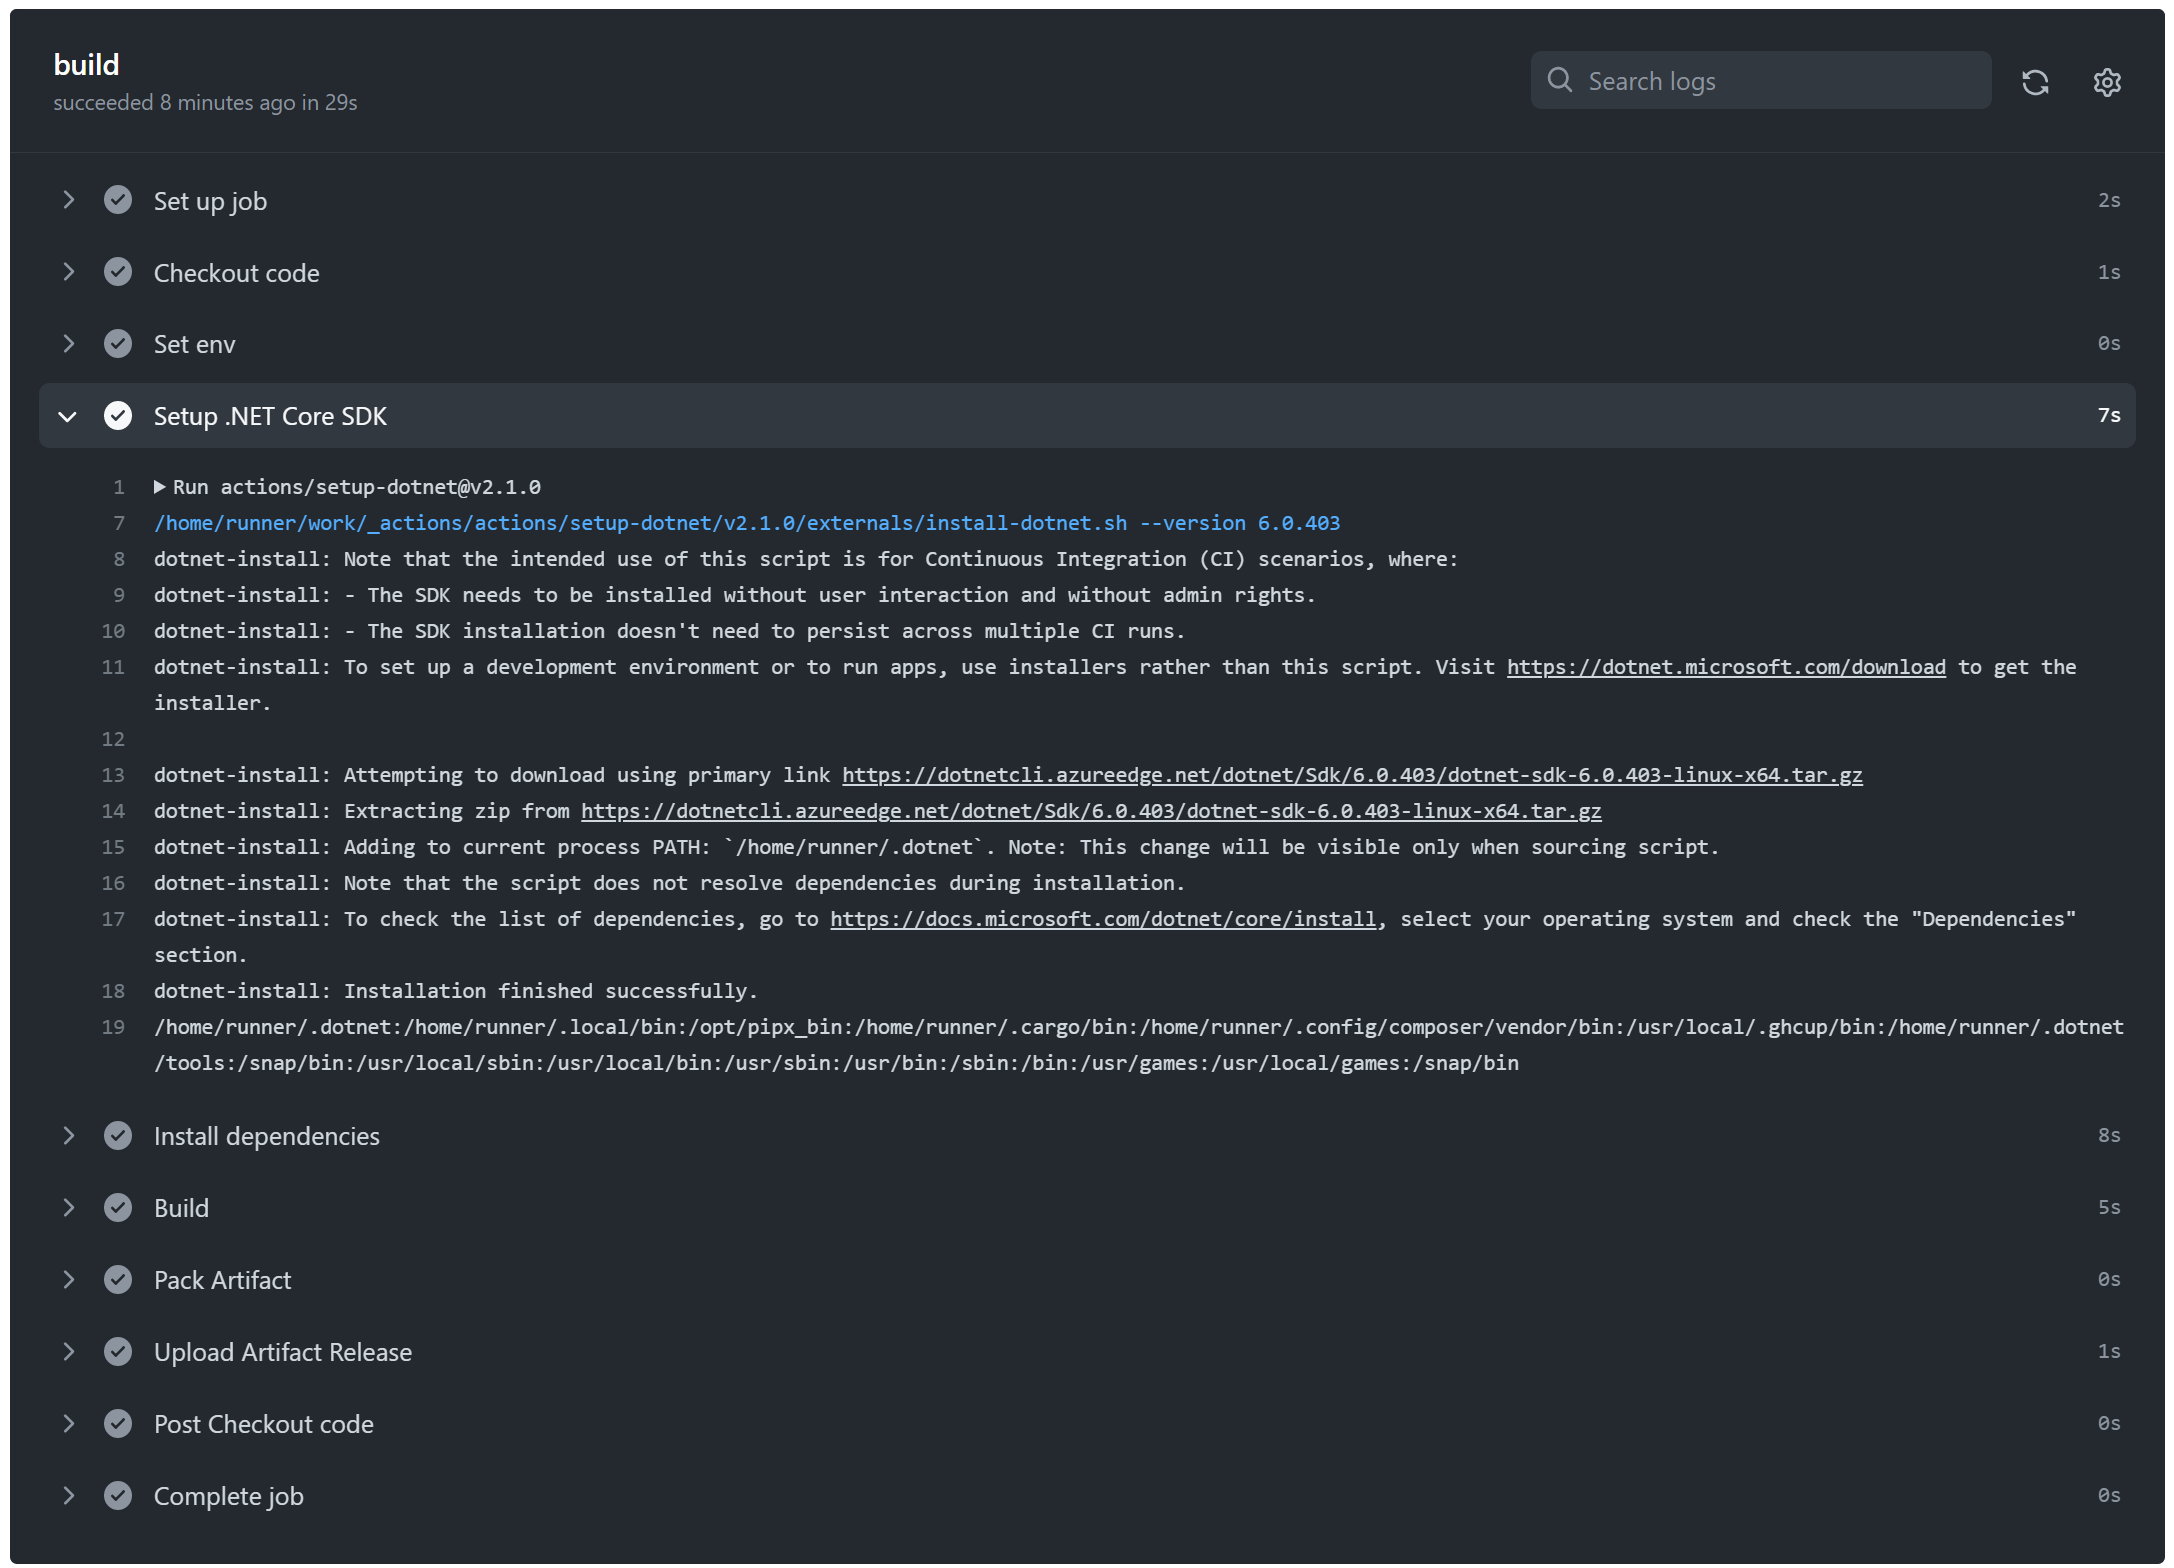 build
succeeded 8 minutes ago in 29s
Search logs
Set up job 2s
Checkout code 1s
Set env 0s
Setup .NET Core SDK 7s
1 Run actions/setup-dotnet@v2.1.0
7 /home/runner/work/_actions/actions/setup-dotnet/v2.1.0/externals/install-dotnet.sh --version 6.0.403
8 dotnet-install: Note that the intended use of this script is for Continuous Integration (CI) scenarios, where:
9 dotnet-install: - The SDK needs to be installed without user interaction and without admin rights.
10 dotnet-install: - The SDK installation doesn't need to persist across multiple CI runs.
11 dotnet-install: To set up a development environment or to run apps, use installers rather than this script. Visit https://dotnet.microsoft.com/download to get the
installer.
12
13 dotnet-install: Attempting to download using primary link https://dotnetcli.azureedge.net/dotnet/Sdk/6.0.403/dotnet-sdk-6.0.403-linux-x64.tar.gz
14 dotnet-install: Extracting zip from https://dotnetcli.azureedge.net/dotnet/Sdk/6.0.403/dotnet-sdk-6.0.403-linux-x64.tar.gz
15 dotnet-install: Adding to current process PATH: `/home/runner/.dotnet`. Note: This change will be visible only when sourcing script.
16 dotnet-install: Note that the script does not resolve dependencies during installation.
17 dotnet-install: To check the list of dependencies, go to https://docs.microsoft.com/dotnet/core/install, select your operating system and check the "Dependencies"
section.
18 dotnet-install: Installation finished successfully.
19 /home/runner/.dotnet:/home/runner/.local/bin:/opt/pipx_bin:/home/runner/.cargo/bin:/home/runner/.config/composer/vendor/bin:/usr/local/.ghcup/bin:/home/runner/.dotnet
/tools:/snap/bin:/usr/local/sbin:/usr/local/bin:/usr/sbin:/usr/bin:/sbin:/bin:/usr/games:/usr/local/games:/snap/bin
Install dependencies 8s
Build 5s
Pack Artifact 0s
Upload Artifact Release 1s
Post Checkout code 0s
Complete job 0s